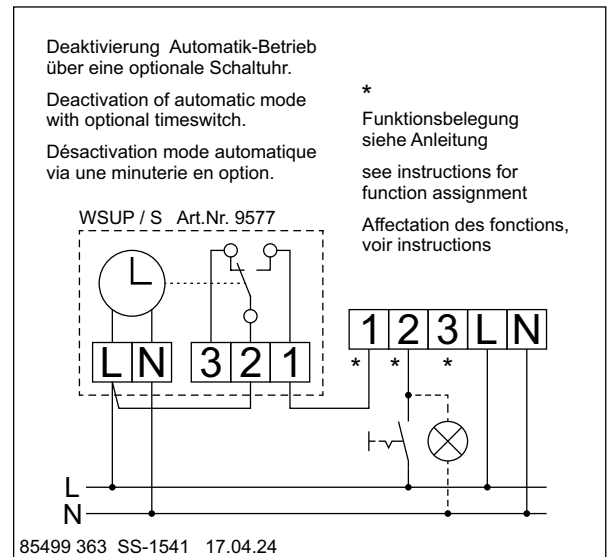 Deaktivierung Automatik-Betrieb
über eine optionale Schaltuhr.
Deactivation of automatic mode
with optional timeswitch.
Désactivation mode automatique
via une minuterie en option.
*
Funktionsbelegung
siehe Anleitung
see instructions for
function assignment
Affectation des fonctions,
voir instructions
WSUP / S Art.Nr. 9577
L N 3 2 1
1 2 3 L N
* * *
L
N
85499 363 SS-1541 17.04.24